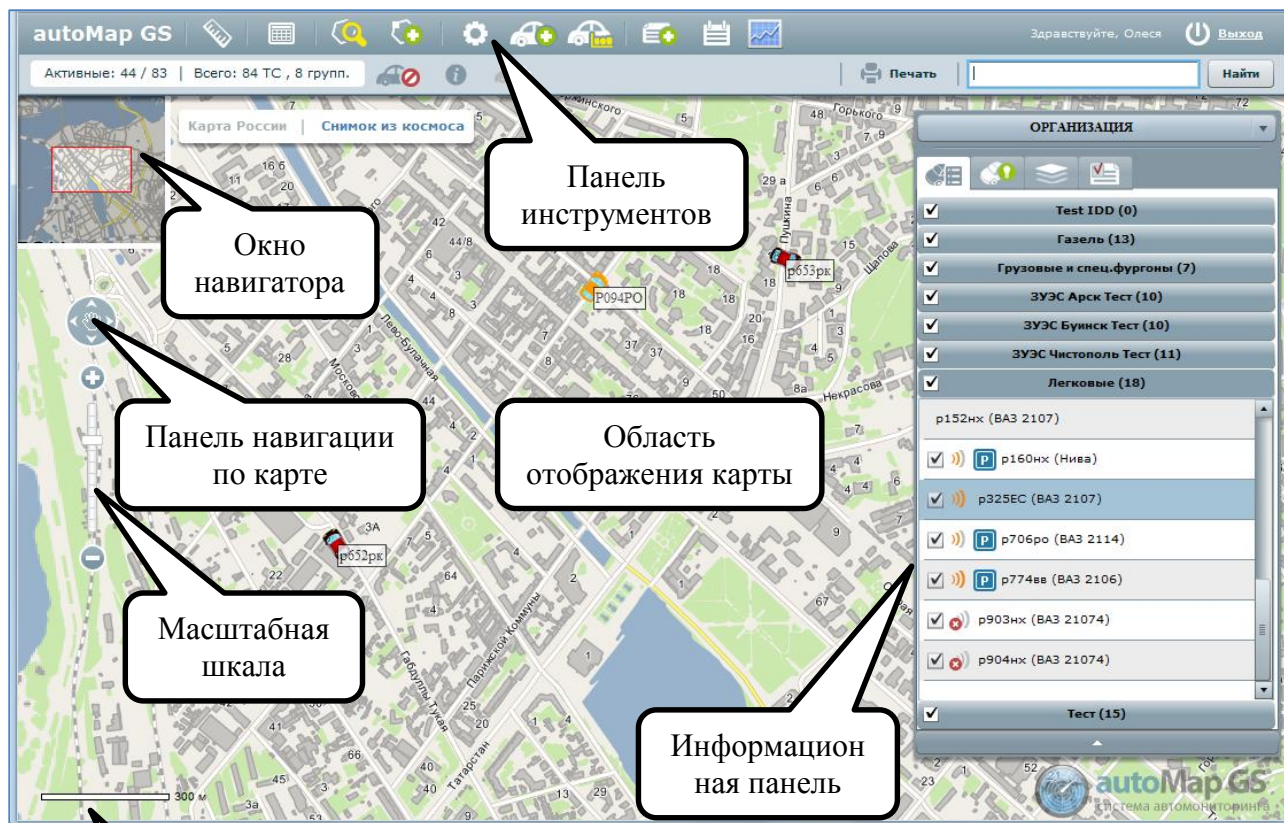 autoMap GS
Здравствуйте, Олеся
Выход
Активные: 44 / 83 | Всего: 84 ТС , 8 групп.
Печать
Найти
Карта России | Снимок из космоса
ОРГАНИЗАЦИЯ
Панель
инструментов
Окно
навигатора
Test IDD (0)
Газель (13)
Грузовые и спец.фургоны (7)
ЗУЭС Арск Тест (10)
ЗУЭС Буинск Тест (10)
ЗУЭС Чистополь Тест (11)
Легковые (18)
р152нх (ВАЗ 2107)
P р160нх (Нива)
р325ЕС (ВАЗ 2107)
P р706ро (ВАЗ 2114)
P р774вв (ВАЗ 2106)
р903нх (ВАЗ 21074)
р904нх (ВАЗ 21074)
Тест (15)
Горького
Пушкина
Щапова
р653рк
Р094РО
Лево-Булачная
Некрасова
Панель навигации
по карте
Область
отображения карты
р652рк
Масштабная
шкала
Парижской Коммуны
Габдуллы Тукая
Татарстан
Информацион
ная панель
300 м
autoMap GS
система автомониторинга